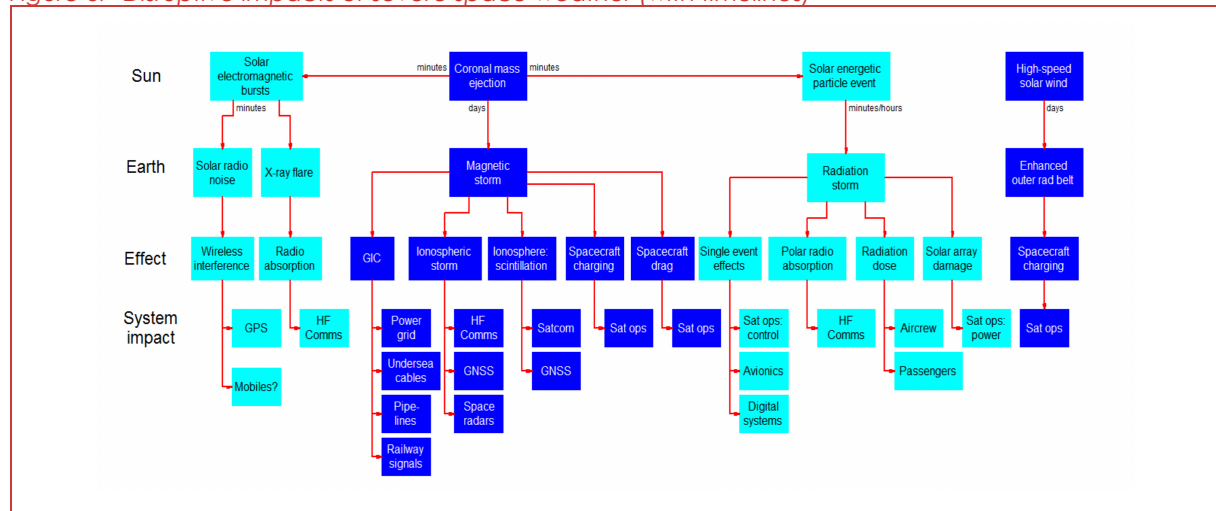 Sun
Solar
electromagnetic
bursts
minutes
Coronal mass
ejection
minutes
Solar energetic
particle event
High-speed
solar wind
minutes
days
minutes/hours
days
Earth
Solar radio
noise
X-ray flare
Magnetic
storm
Radiation
storm
Enhanced
outer rad belt
Effect
Wireless
interference
Radio
absorption
GIC
Ionospheric
storm
Ionosphere:
scintillation
Spacecraft
charging
Spacecraft
drag
Single event
effects
Polar radio
absorption
Radiation
dose
Solar array
damage
Spacecraft
charging
System
impact
GPS
HF
Comms
Power
grid
HF
Comms
Satcom
Sat ops
Sat ops
Sat ops:
control
HF
Comms
Aircrew
Sat ops:
power
Sat ops
Mobiles?
Undersea
cables
GNSS
GNSS
Avionics
Passengers
Pipe-
lines
Space
radars
Digital
systems
Railway
signals